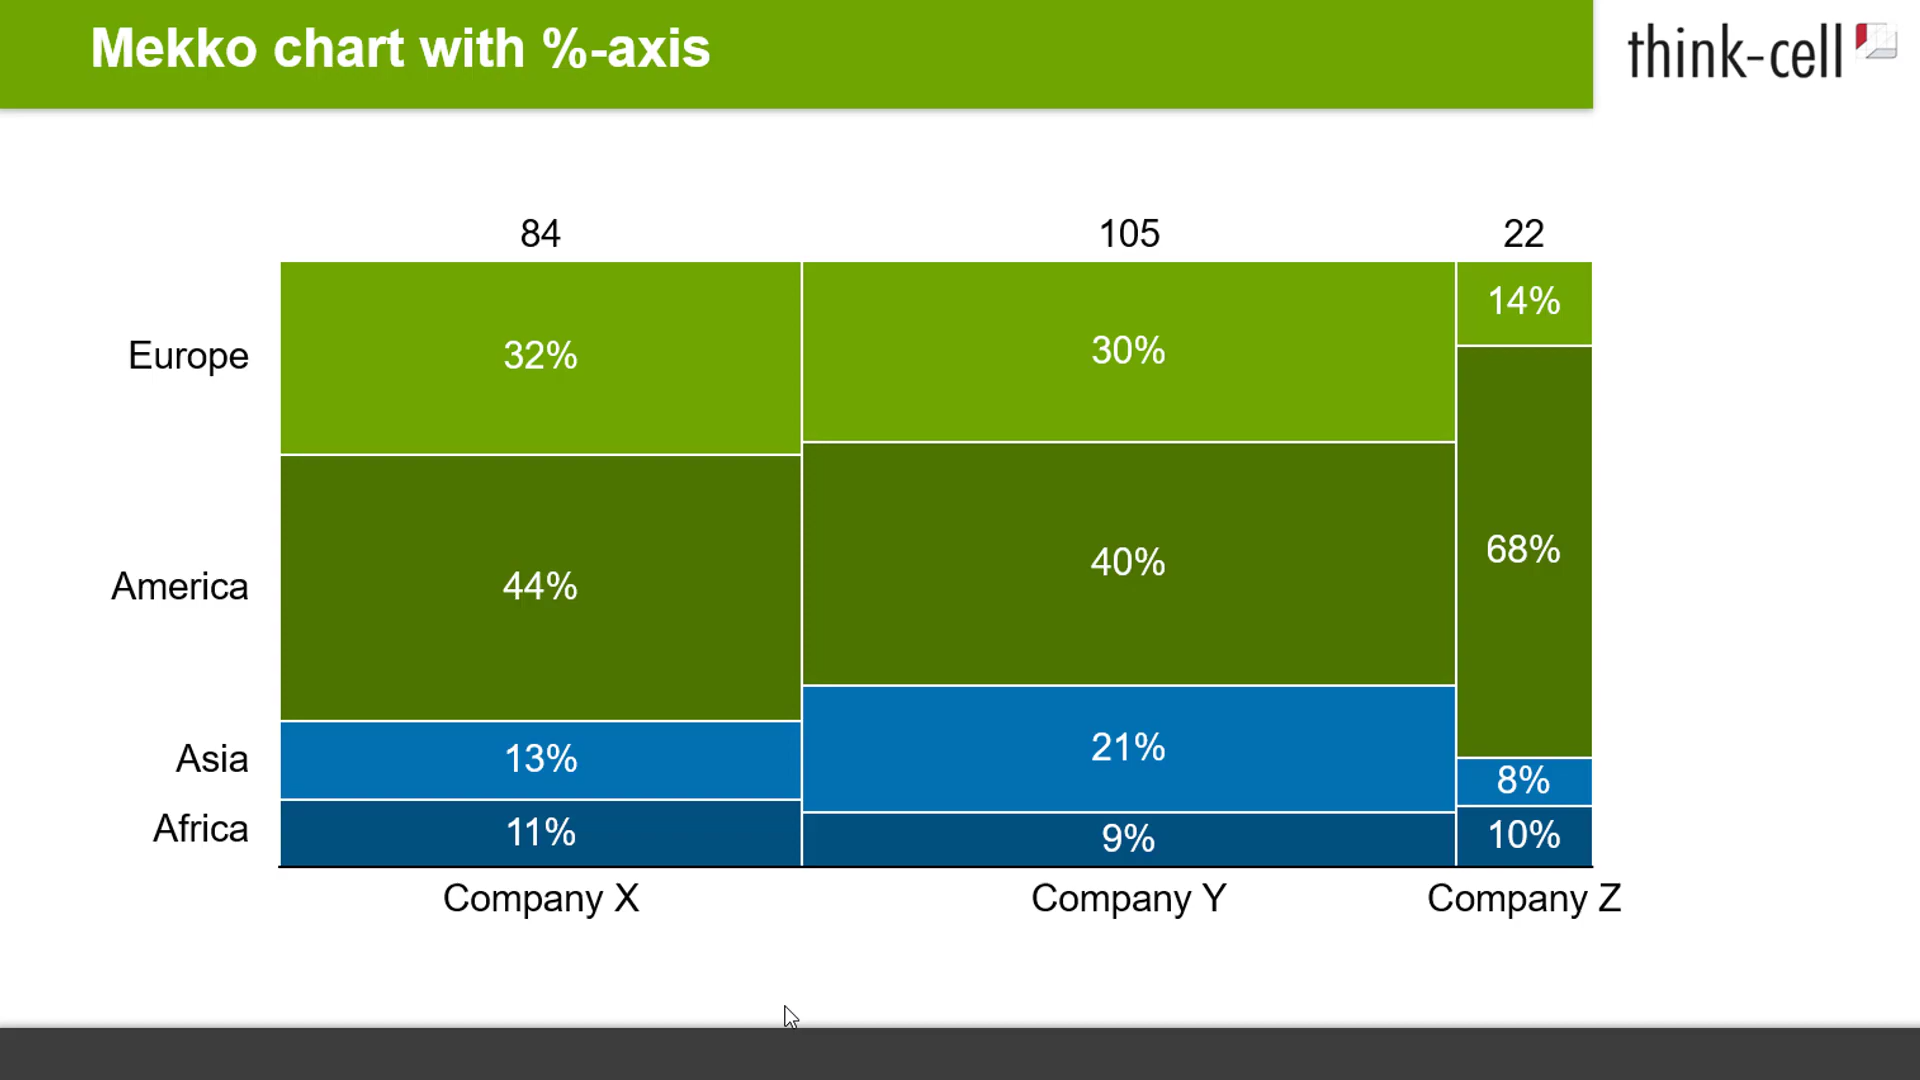 Mekko chart with %-axis
think-cell
84 105 22
Europe 32% 30% 14%
America 44% 40% 68%
Asia 13% 21% 8%
Africa 11% 9% 10%
Company X Company Y Company Z